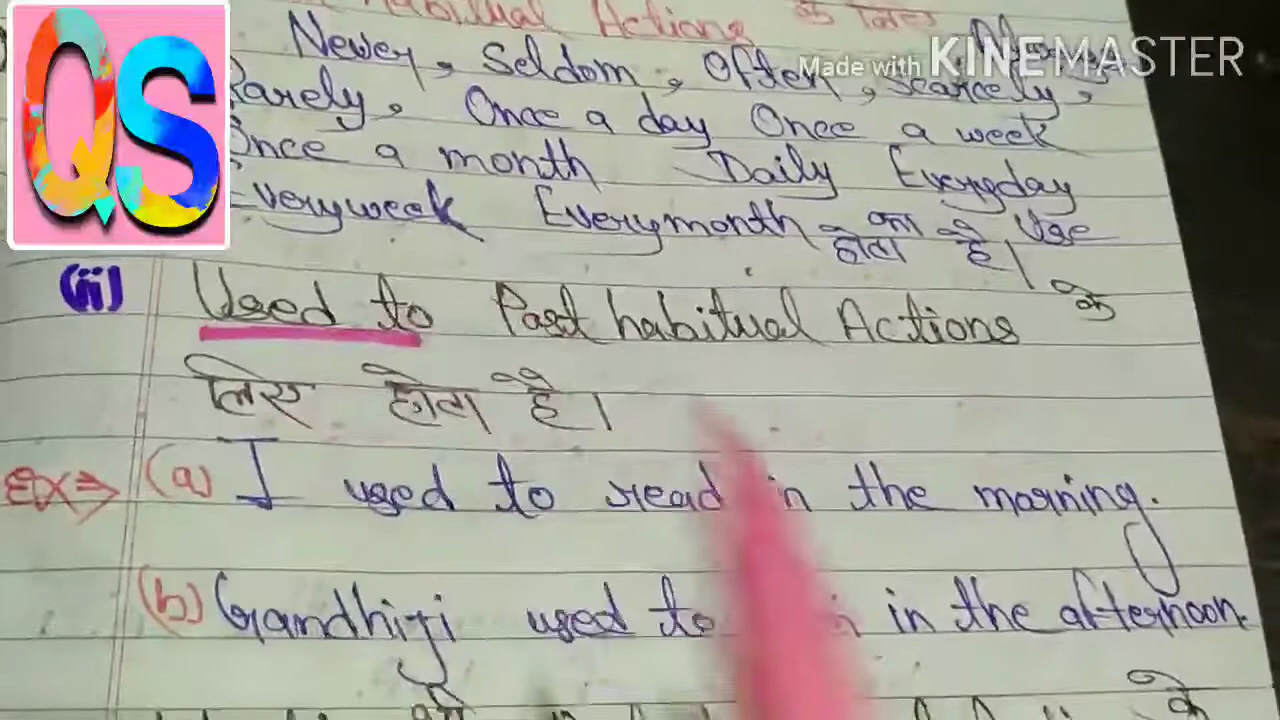 habitual Actions के लिए
Never, Seldom, Often, scarcely,
Made with KINEMASTER
QS
Rarely, Once a day Once a week
Once a month Daily Everyday
Everyweek Everymonth का Use
होता है।
(ii) Used to Past habitual Actions के
लिए होता है।
Ex⇒ (a) I used to read in the morning.
(b) Gandhiji used to in the afternoon.
के